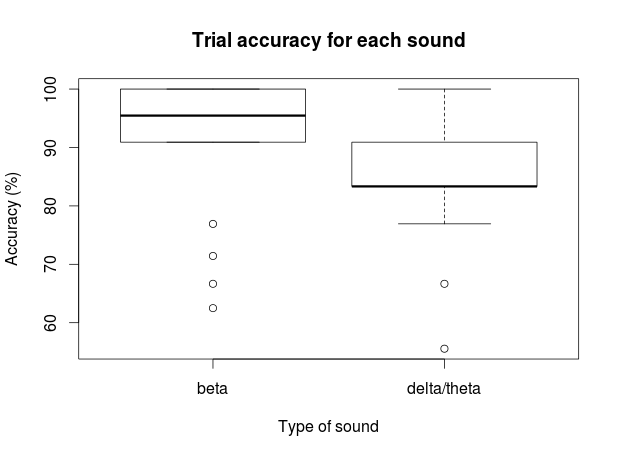 Trial accuracy for each sound
100
90
80
70
60
Accuracy (%)
beta
delta/theta
Type of sound